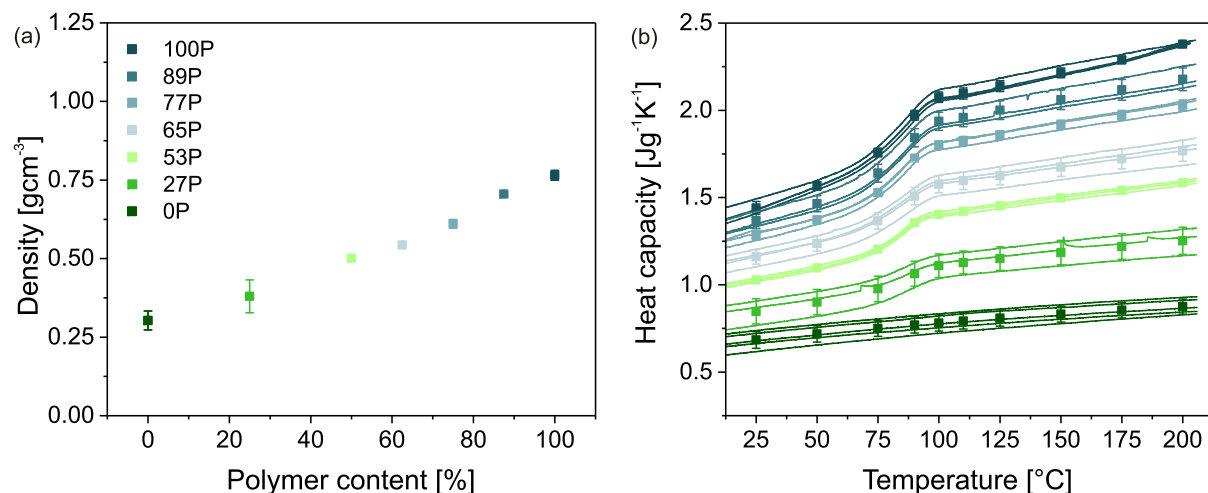 (a)
Density [gcm⁻³]
1.25
1.00
0.75
0.50
0.25
0.00
100P
89P
77P
65P
53P
27P
0P
0 20 40 60 80 100
Polymer content [%]
(b)
Heat capacity [Jg⁻¹K⁻¹]
2.5
2.0
1.5
1.0
0.5
25 50 75 100 125 150 175 200
Temperature [°C]